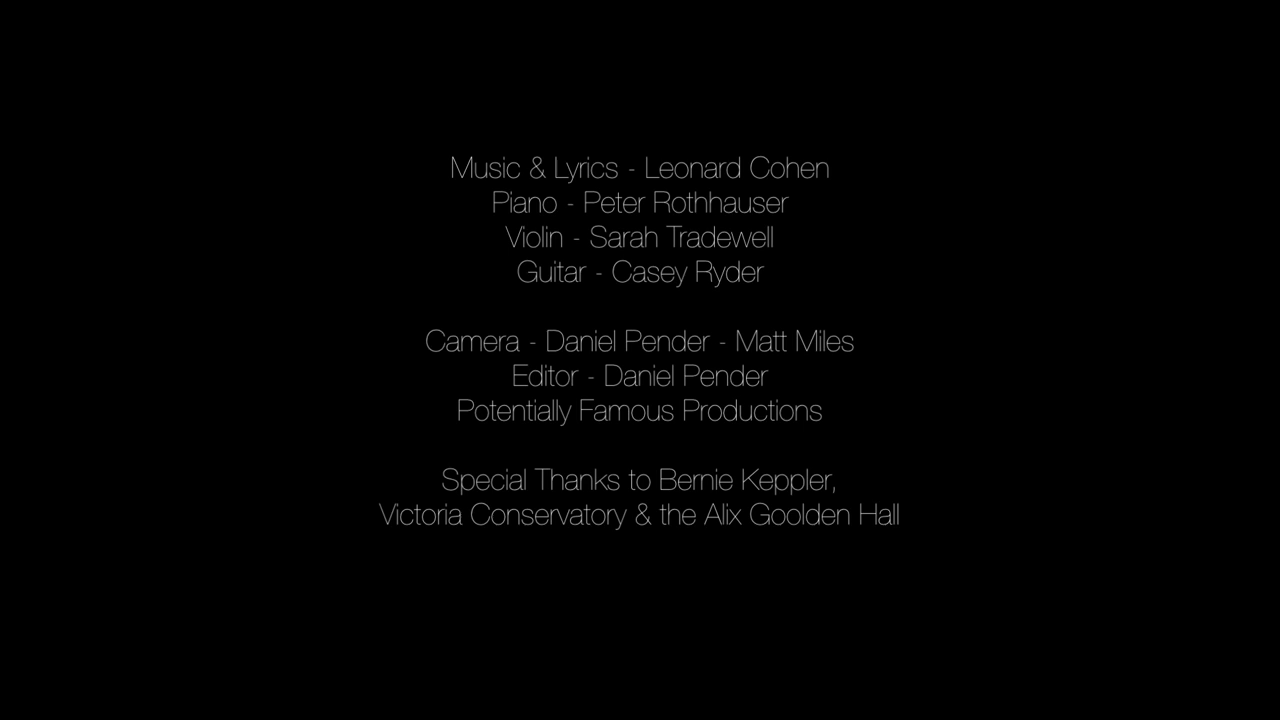 Music & Lyrics - Leonard Cohen
Piano - Peter Rothhauser
Violin - Sarah Tradewell
Guitar - Casey Ryder
Camera - Daniel Pender - Matt Miles
Editor - Daniel Pender
Potentially Famous Productions
Special Thanks to Bernie Keppler,
Victoria Conservatory & the Alix Goolden Hall